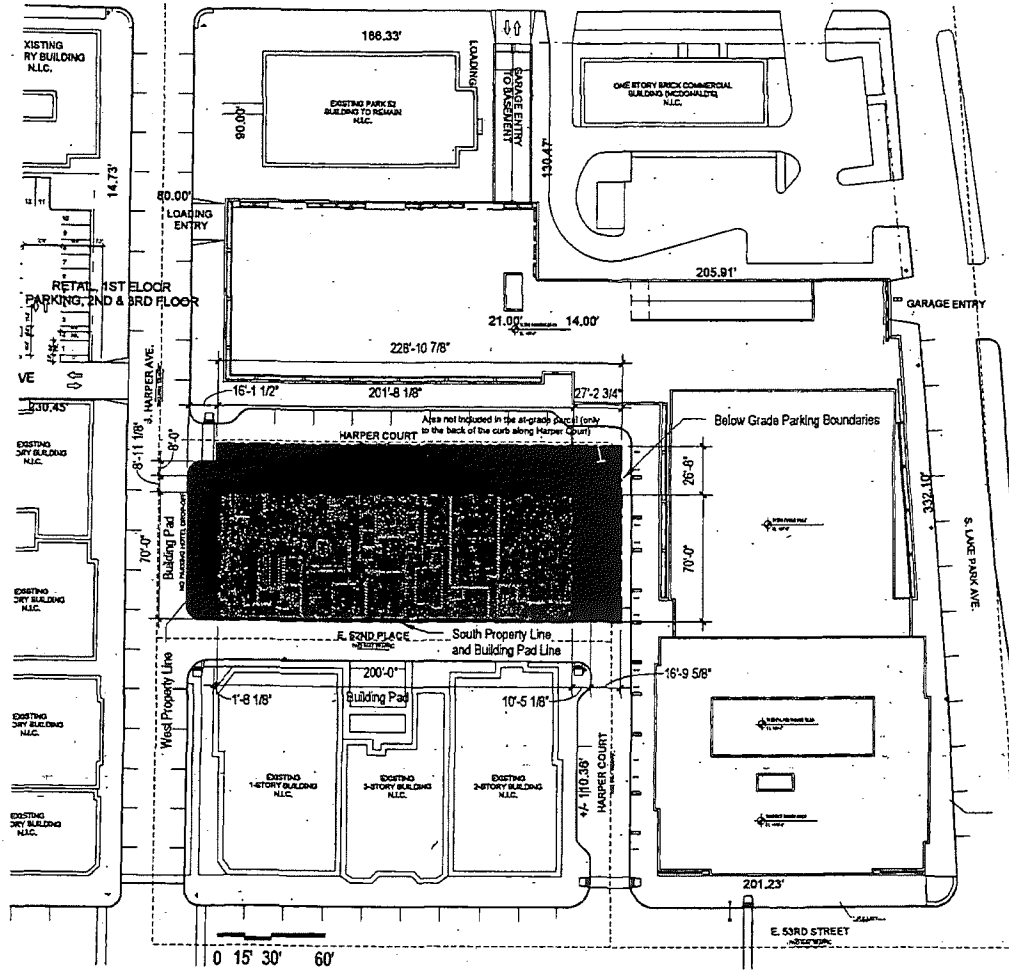 XISTING
RY BUILDING
N.I.C.
186.33'
LOADING
GARAGE ENTRY
TO BASEMENT
EXISTING PARK 52
BUILDING TO REMAIN
N.I.C.
90.00'
ONE STORY BRICK COMMERCIAL
BUILDING (MCDONALD'S)
N.I.C.
130.47'
14.73'
80.00'
LOADING
ENTRY
RETAIL, 1ST FLOOR
PARKING, 2ND & 3RD FLOOR
205.91'
GARAGE ENTRY
21.00'
14.00'
228'-10 7/8"
VE
S. HARPER AVE.
16'-1 1/2"
201'-8 1/8"
27'-2 3/4"
230.45'
Area not included in the at-grade parcel (only
to the back of the curb along Harper Court)
Below Grade Parking Boundaries
HARPER COURT
8'-11 1/8"
8'-0"
26'-8"
332.10'
EXISTING
ORY BUILDING
N.I.C.
70'-0"
Building Pad
70'-0"
S. LAKE PARK AVE.
EXISTING
ORY BUILDING
N.I.C.
E. 52ND PLACE
South Property Line
and Building Pad Line
West Property Line
200'-0"
Building Pad
1'-8 1/8"
10'-5 1/8"
16'-9 5/8"
EXISTING
ORY BUILDING
N.I.C.
EXISTING
1-STORY BUILDING
N.I.C.
EXISTING
3-STORY BUILDING
N.I.C.
EXISTING
2-STORY BUILDING
N.I.C.
+/- 110.36'
HARPER COURT
EXISTING
ORY BUILDING
N.I.C.
201.23'
E. 53RD STREET
0 15' 30' 60'